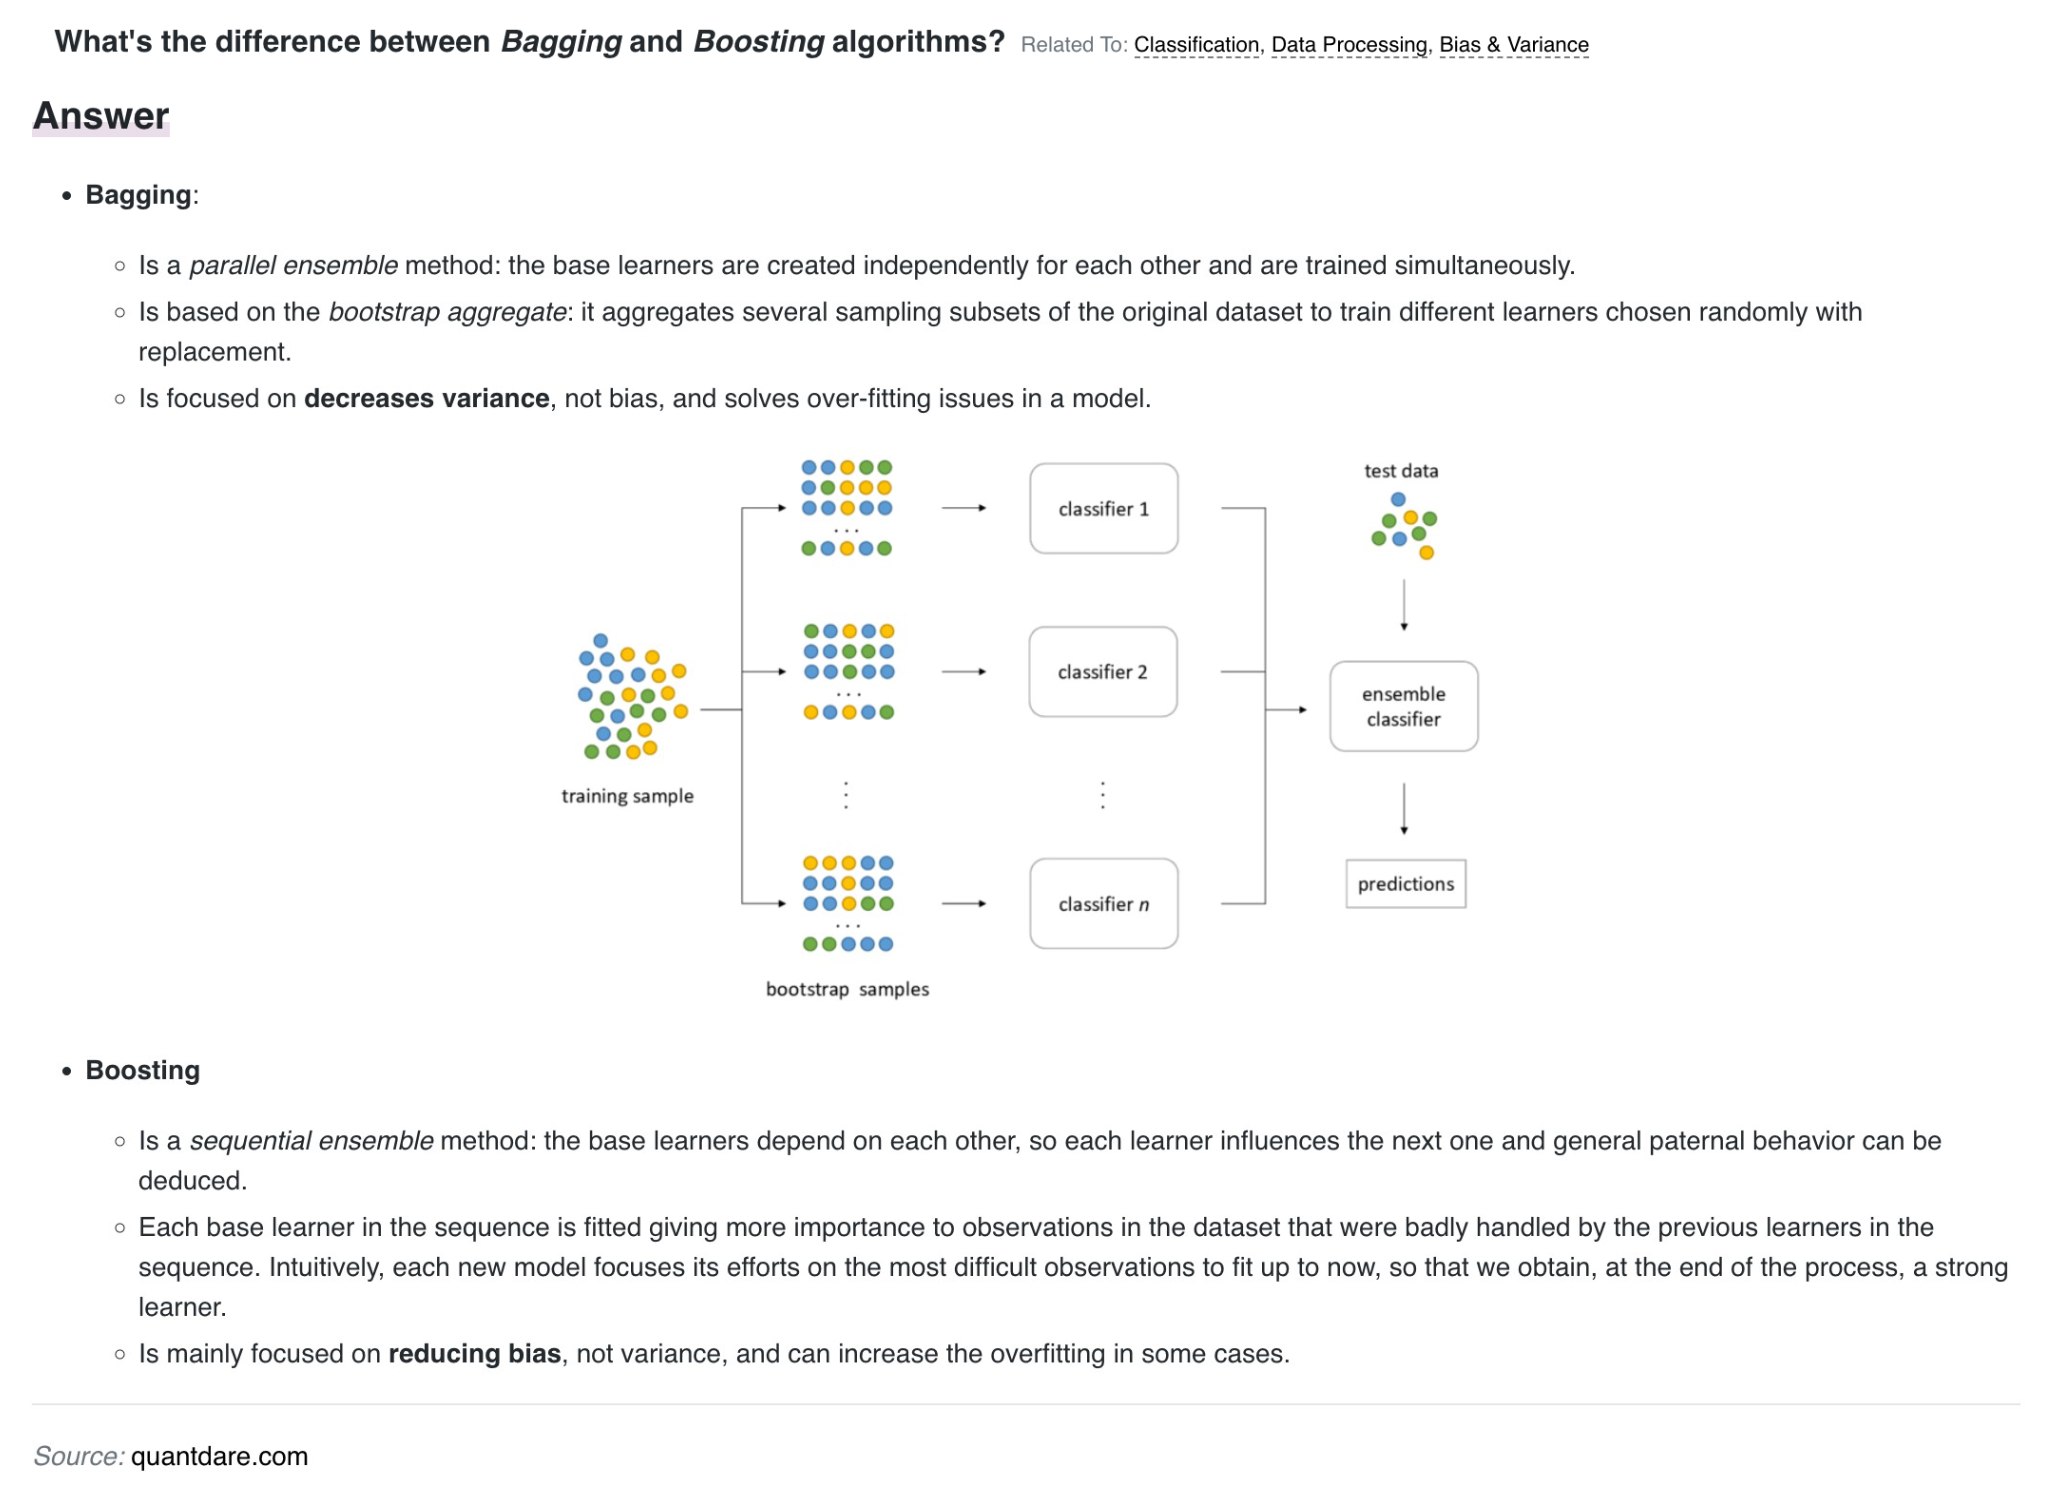 What's the difference between Bagging and Boosting algorithms? Related To: Classification, Data Processing, Bias & Variance
Answer
• Bagging:
◦ Is a parallel ensemble method: the base learners are created independently for each other and are trained simultaneously.
◦ Is based on the bootstrap aggregate: it aggregates several sampling subsets of the original dataset to train different learners chosen randomly with
replacement.
◦ Is focused on decreases variance, not bias, and solves over-fitting issues in a model.
training sample
...
...
...
bootstrap samples
classifier 1
classifier 2
classifier n
test data
ensemble
classifier
predictions
• Boosting
◦ Is a sequential ensemble method: the base learners depend on each other, so each learner influences the next one and general paternal behavior can be
deduced.
◦ Each base learner in the sequence is fitted giving more importance to observations in the dataset that were badly handled by the previous learners in the
sequence. Intuitively, each new model focuses its efforts on the most difficult observations to fit up to now, so that we obtain, at the end of the process, a strong
learner.
◦ Is mainly focused on reducing bias, not variance, and can increase the overfitting in some cases.
Source: quantdare.com